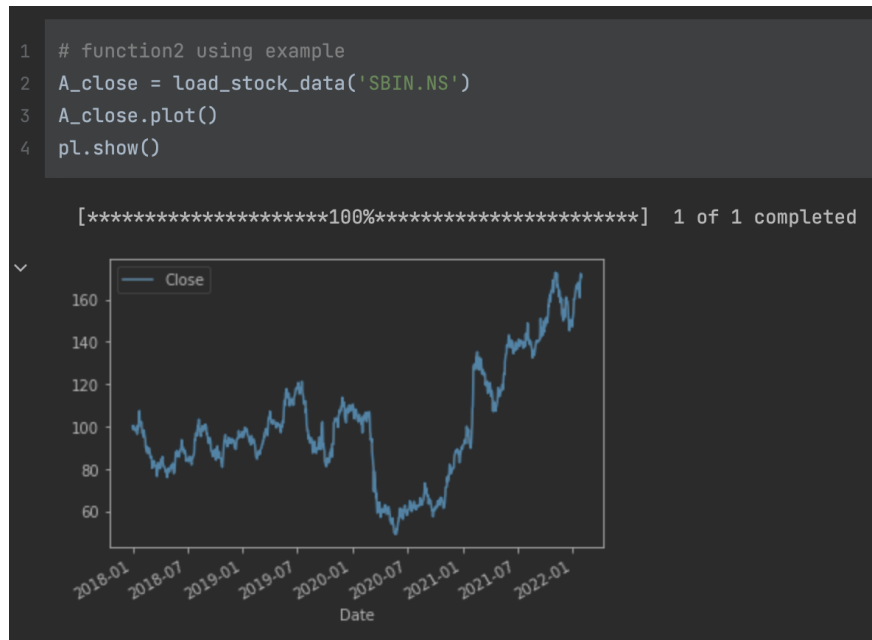 1 # function2 using example
2 A_close = load_stock_data('SBIN.NS')
3 A_close.plot()
4 pl.show()
[*********************100%***********************] 1 of 1 completed
Close
160
140
120
100
80
60
2018-01 2018-07 2019-01 2019-07 2020-01 2020-07 2021-01 2021-07 2022-01
Date